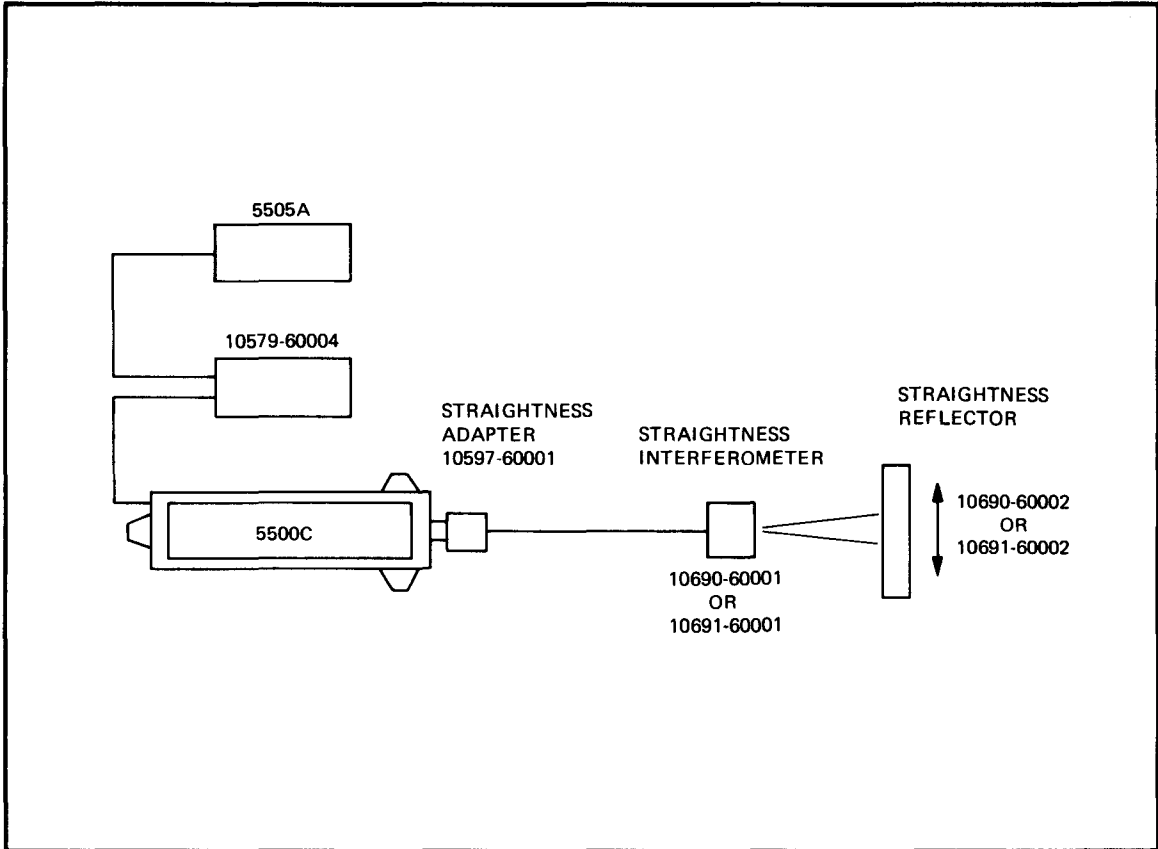 5505A
10579-60004
STRAIGHTNESS
ADAPTER
10597-60001
5500C
STRAIGHTNESS
INTERFEROMETER
10690-60001
OR
10691-60001
STRAIGHTNESS
REFLECTOR
10690-60002
OR
10691-60002